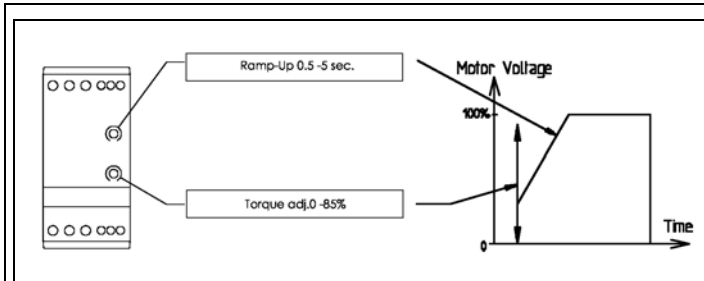 Ramp-Up 0.5 -5 sec.
Motor Voltage
100%
Torque adj.0 -85%
Time
0